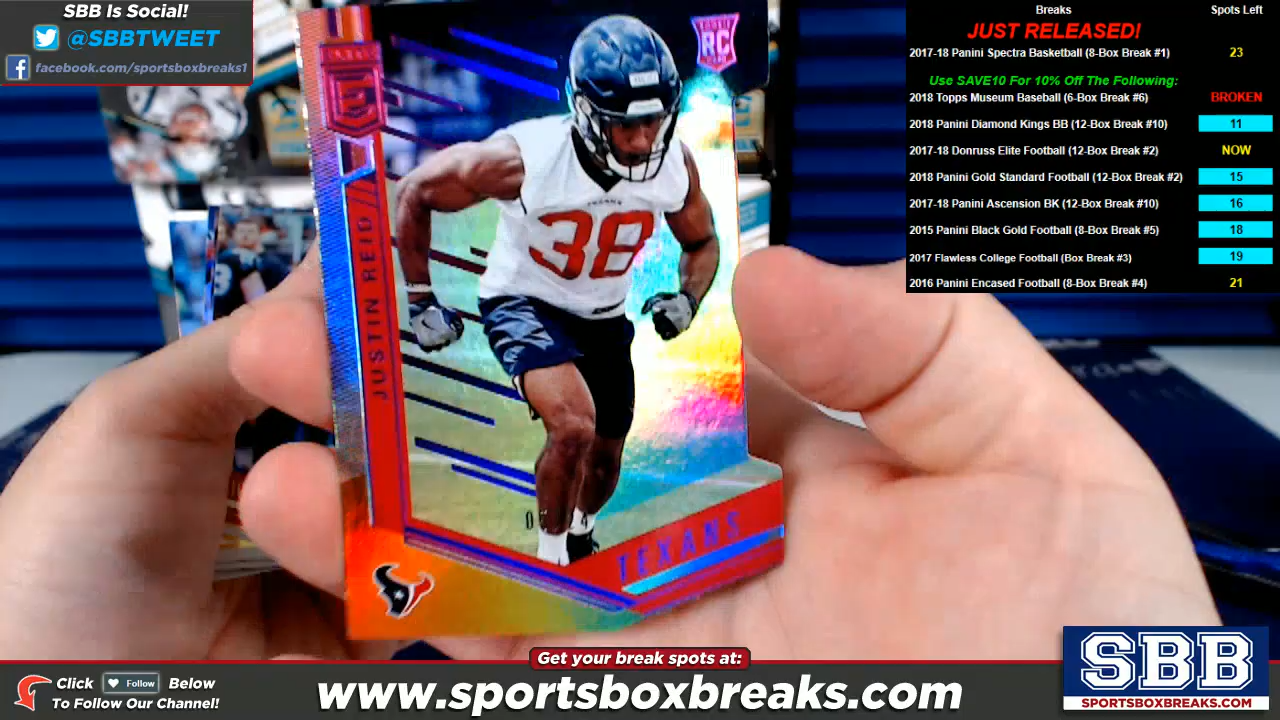 SBB Is Social!
@SBBTWEET
facebook.com/sportsboxbreaks1
Breaks Spots Left
JUST RELEASED!
2017-18 Panini Spectra Basketball (8-Box Break #1) 23
Use SAVE10 For 10% Off The Following:
2018 Topps Museum Baseball (6-Box Break #6) BROKEN
2018 Panini Diamond Kings BB (12-Box Break #10) 11
2017-18 Donruss Elite Football (12-Box Break #2) NOW
2018 Panini Gold Standard Football (12-Box Break #2) 15
2017-18 Panini Ascension BK (12-Box Break #10) 16
2015 Panini Black Gold Football (8-Box Break #5) 18
2017 Flawless College Football (Box Break #3) 19
2016 Panini Encased Football (8-Box Break #4) 21
RC
38
JUSTIN REID
TEXANS
Get your break spots at:
Click Follow Below
To Follow Our Channel!
www.sportsboxbreaks.com
SBB
SPORTSBOXBREAKS.COM